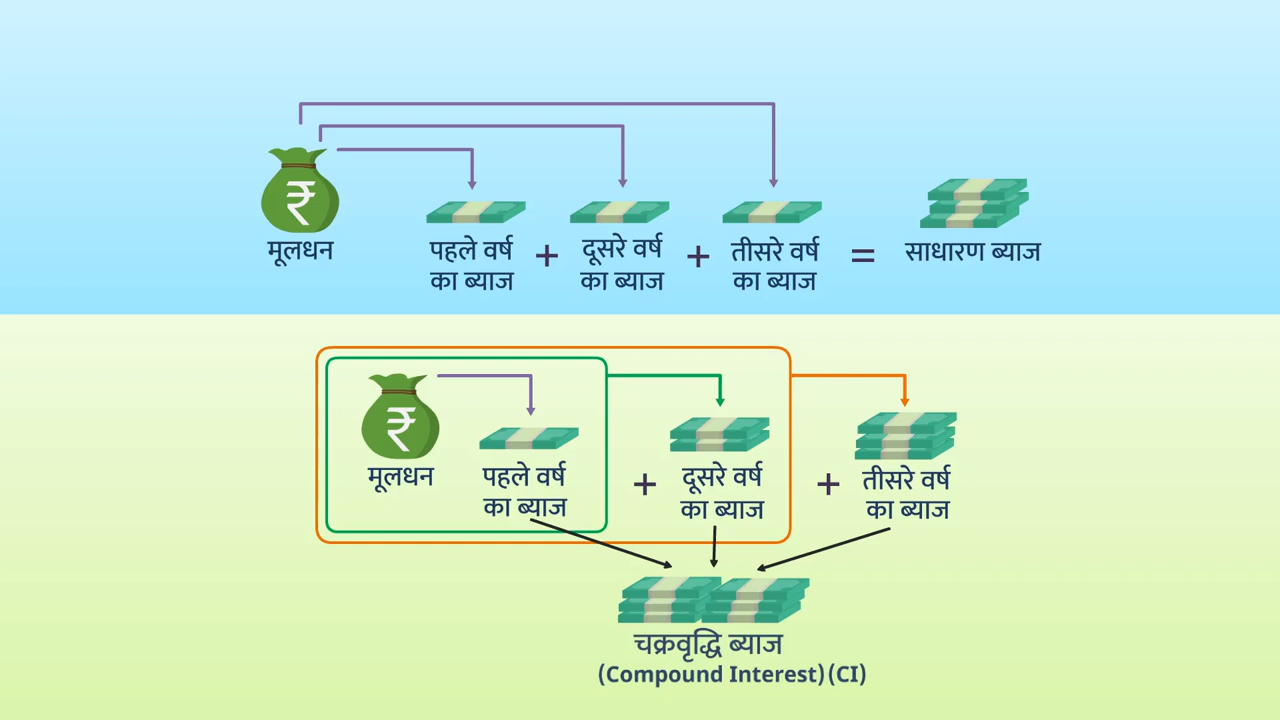 ₹
मूलधन
पहले वर्ष
का ब्याज
+
दूसरे वर्ष
का ब्याज
+
तीसरे वर्ष
का ब्याज
=
साधारण ब्याज
₹
मूलधन
पहले वर्ष
का ब्याज
+
दूसरे वर्ष
का ब्याज
+
तीसरे वर्ष
का ब्याज
चक्रवृद्धि ब्याज
(Compound Interest) (CI)